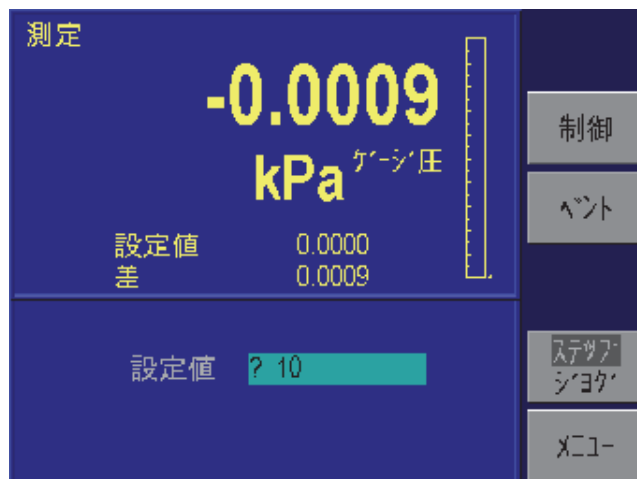 測定
-0.0009
kPa ゲージ圧
設定値 0.0000
差 0.0009
設定値 ? 10
制御
ベント
ステップ
ジョグ
メニュー